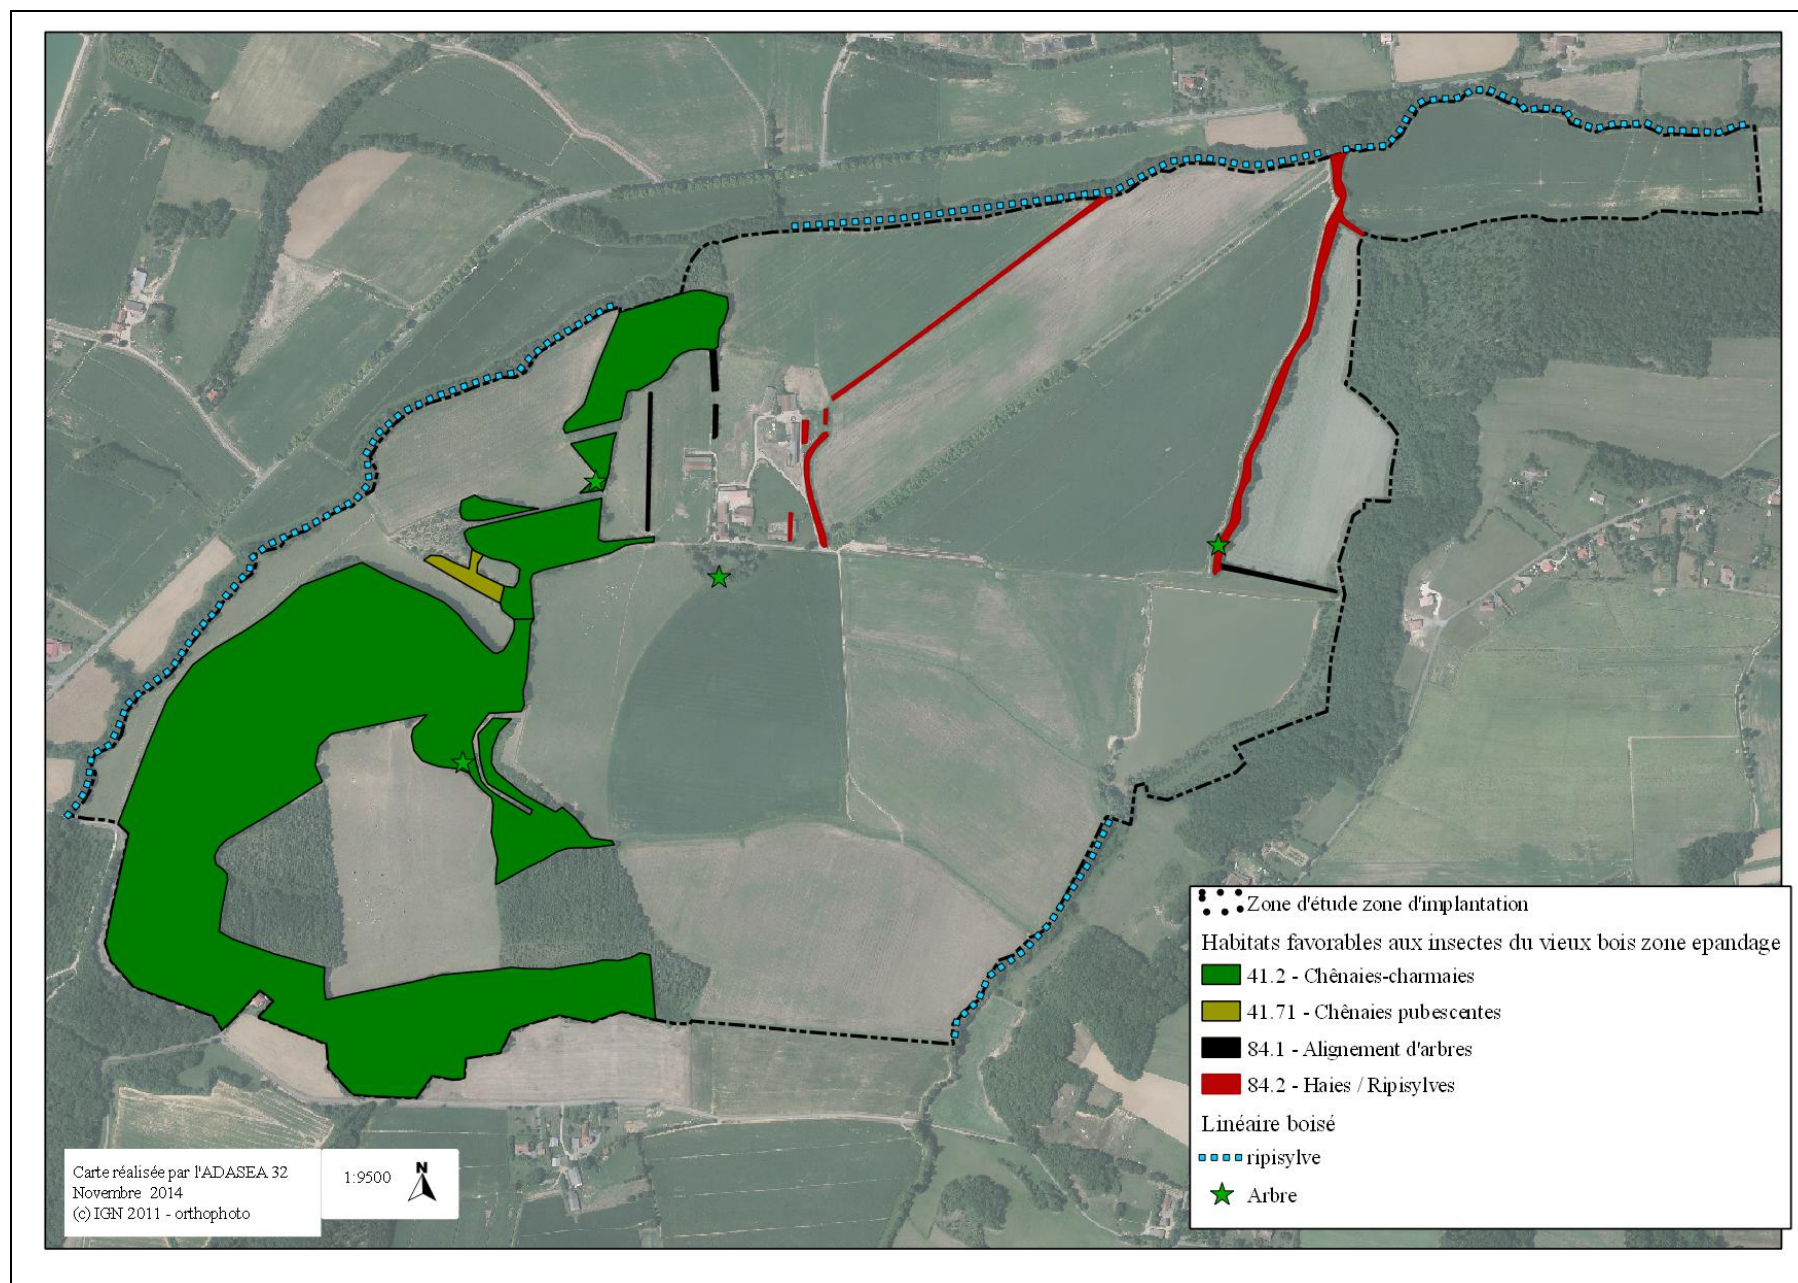 Zone d'étude zone d'implantation
Habitats favorables aux insectes du vieux bois zone epandage
41.2 - Chênaies-charmaies
41.71 - Chênaies pubescentes
84.1 - Alignement d'arbres
84.2 - Haies / Ripisylves
Linéaire boisé
ripisylve
Arbre
Carte réalisée par l'ADASEA 32
Novembre 2014
(c) IGN 2011 - orthophoto
1:9500
N